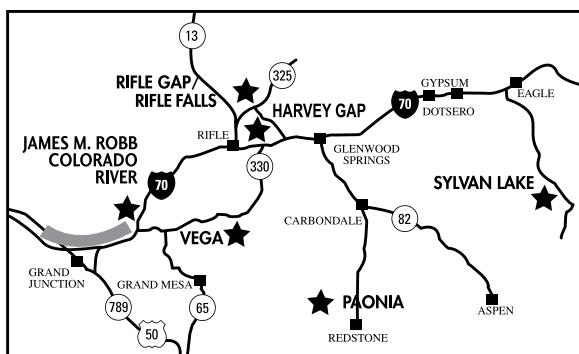 13
325
RIFLE GAP/
RIFLE FALLS
GYPSUM
EAGLE
70
DOTSERO
HARVEY GAP
JAMES M. ROBB
COLORADO
RIVER
RIFLE
GLENWOOD
SPRINGS
330
70
SYLVAN LAKE
CARBONDALE
82
VEGA
GRAND
JUNCTION
GRAND MESA
789
65
50
PAONIA
REDSTONE
ASPEN